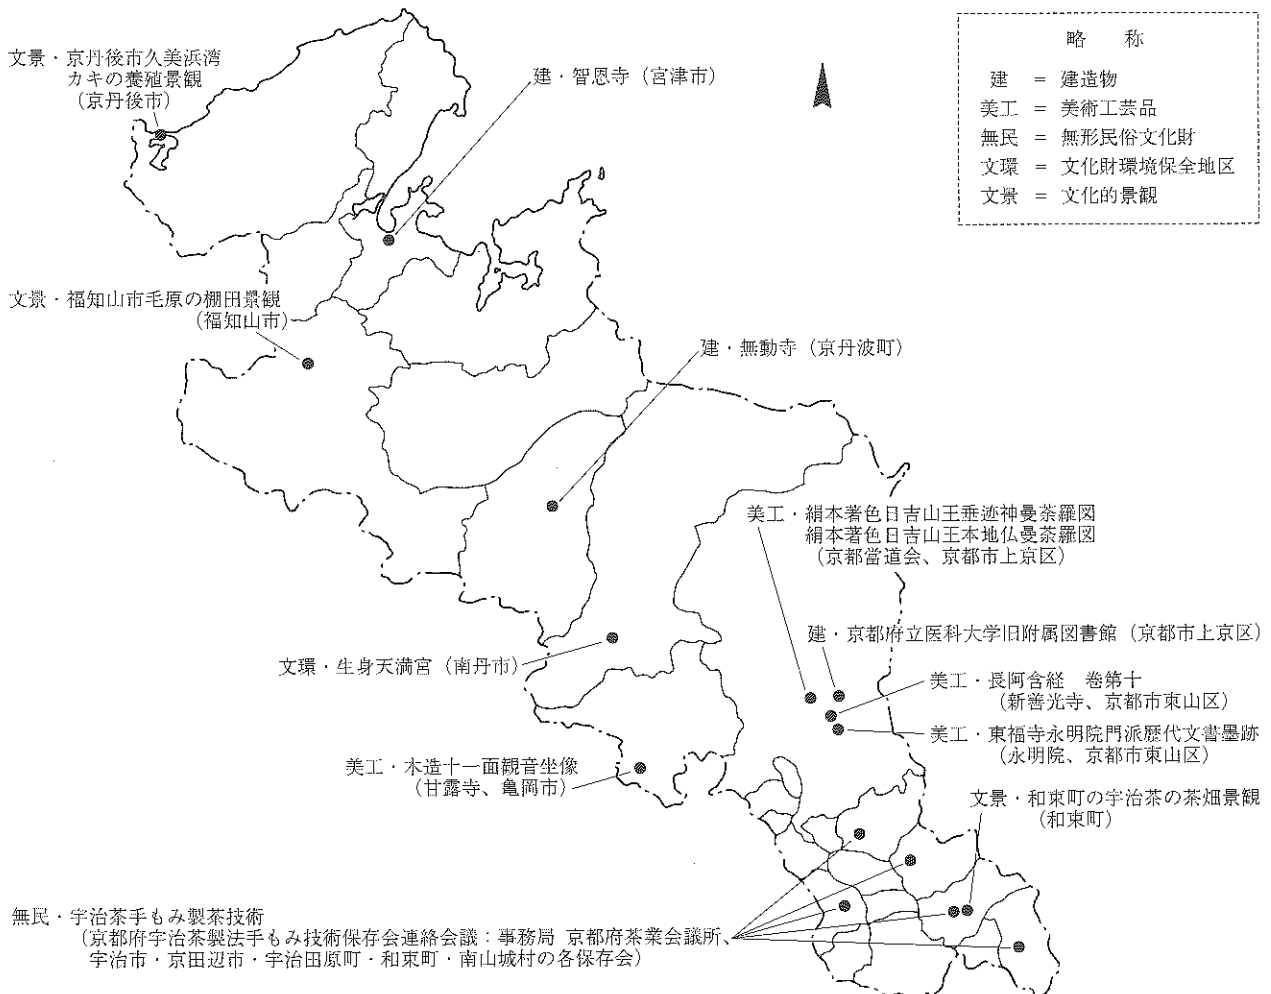 文景・京丹後市久美浜湾
カキの養殖景観
（京丹後市）
建・智恩寺（宮津市）
略　称
建　＝　建造物
美工　＝　美術工芸品
無民　＝　無形民俗文化財
文環　＝　文化財環境保全地区
文景　＝　文化的景観
文景・福知山市毛原の棚田景観
（福知山市）
建・無動寺（京丹波町）
美工・絹本著色日吉山王垂迹神曼荼羅図
絹本著色日吉山王本地仏曼荼羅図
（京都當道会、京都市上京区）
建・京都府立医科大学旧附属図書館（京都市上京区）
文環・生身天満宮（南丹市）
美工・長阿含経　巻第十
（新善光寺、京都市東山区）
美工・東福寺永明院門派歴代文書墨跡
（永明院、京都市東山区）
美工・木造十一面観音坐像
（甘露寺、亀岡市）
文景・和束町の宇治茶の茶畑景観
（和束町）
無民・宇治茶手もみ製茶技術
（京都府宇治茶製法手もみ技術保存会連絡会議：事務局 京都府茶業会議所、
宇治市・京田辺市・宇治田原町・和束町・南山城村の各保存会）